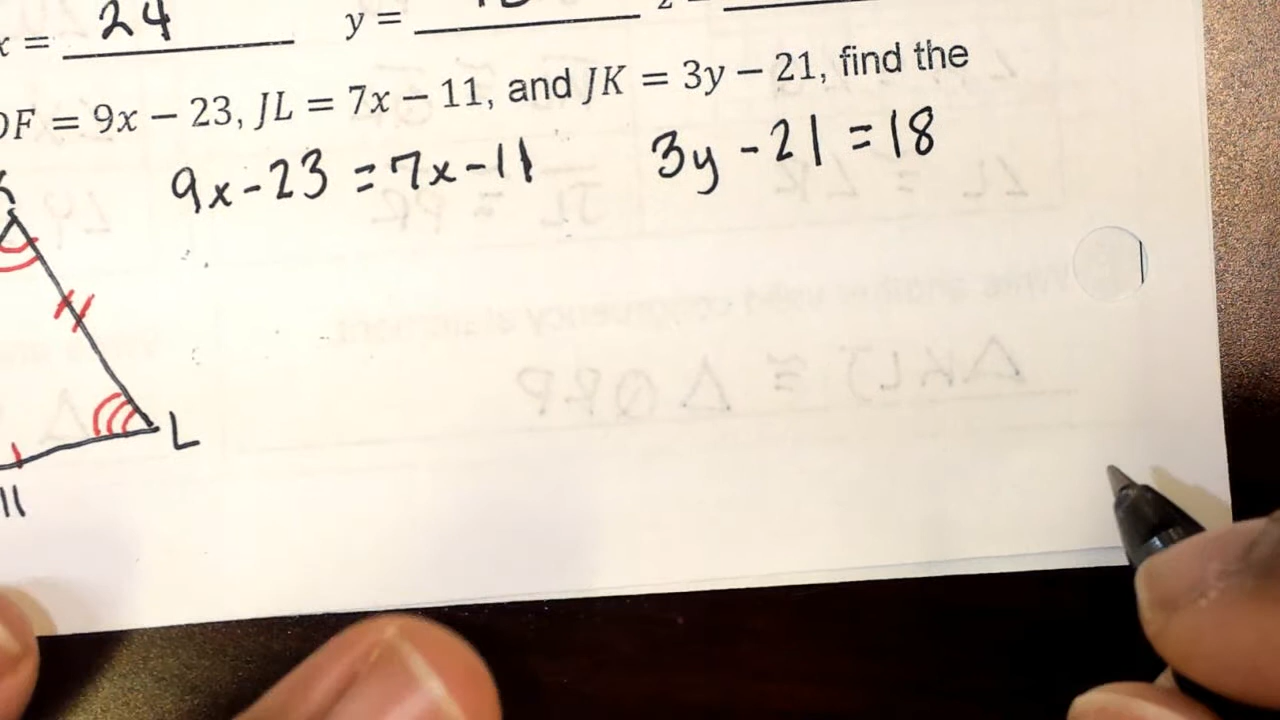 x = 24 y =
DF = 9x − 23, JL = 7x − 11, and JK = 3y − 21, find the
9x - 23 = 7x - 11 3y - 21 = 18
L
11